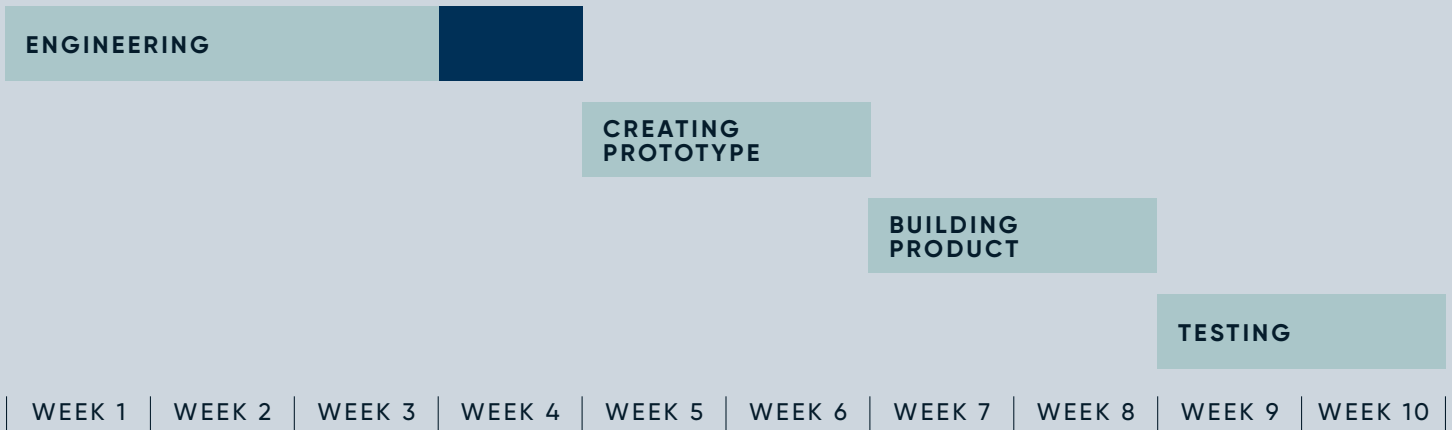 ENGINEERING
CREATING
PROTOTYPE
BUILDING
PRODUCT
TESTING
WEEK 1 WEEK 2 WEEK 3 WEEK 4 WEEK 5 WEEK 6 WEEK 7 WEEK 8 WEEK 9 WEEK 10